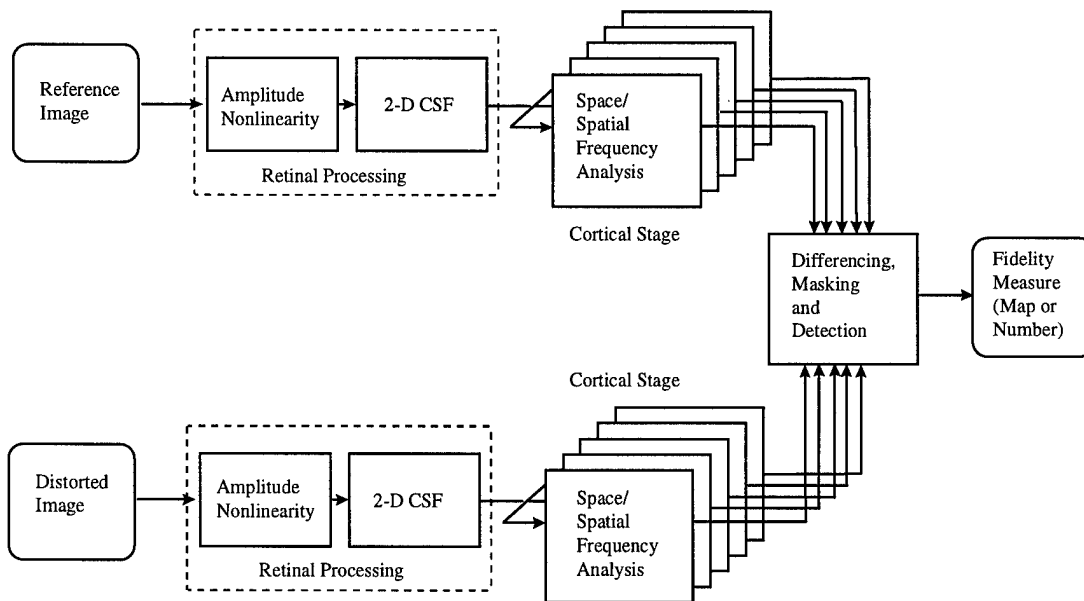 Reference
Image
Amplitude
Nonlinearity
2-D CSF
Retinal Processing
Space/
Spatial
Frequency
Analysis
Cortical Stage
Differencing,
Masking
and
Detection
Fidelity
Measure
(Map or
Number)
Cortical Stage
Distorted
Image
Amplitude
Nonlinearity
2-D CSF
Retinal Processing
Space/
Spatial
Frequency
Analysis